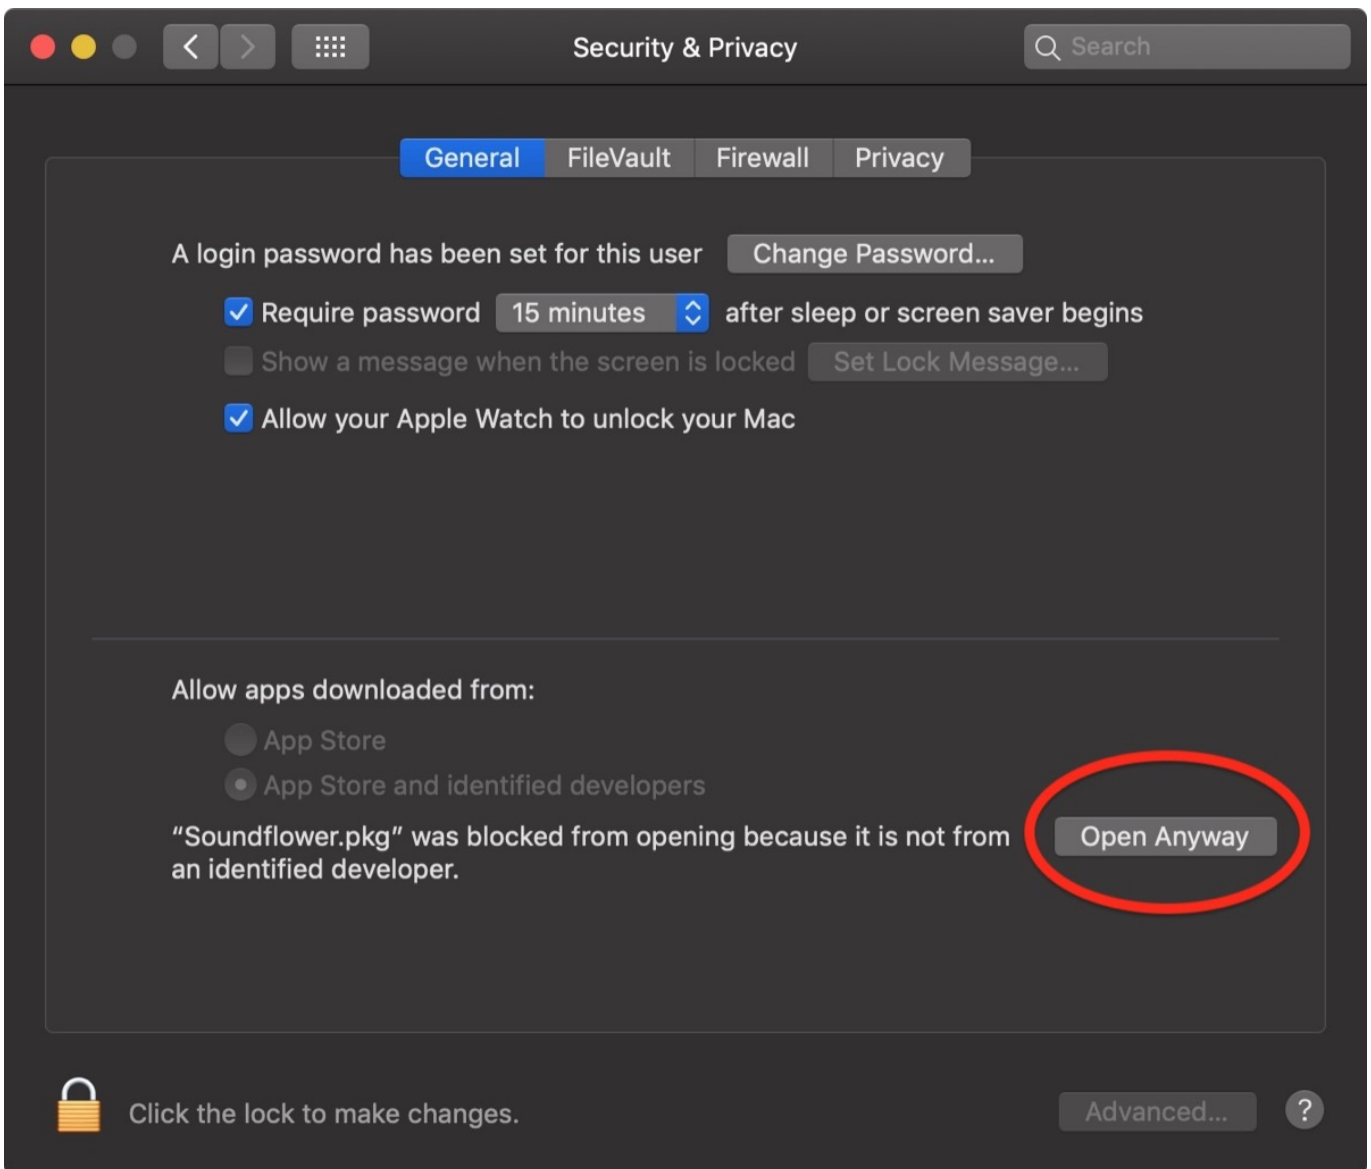 Security & Privacy
Search
General FileVault Firewall Privacy
A login password has been set for this user Change Password...
Require password 15 minutes after sleep or screen saver begins
Show a message when the screen is locked Set Lock Message...
Allow your Apple Watch to unlock your Mac
Allow apps downloaded from:
App Store
App Store and identified developers
“Soundflower.pkg” was blocked from opening because it is not from Open Anyway
an identified developer.
Click the lock to make changes. Advanced... ?